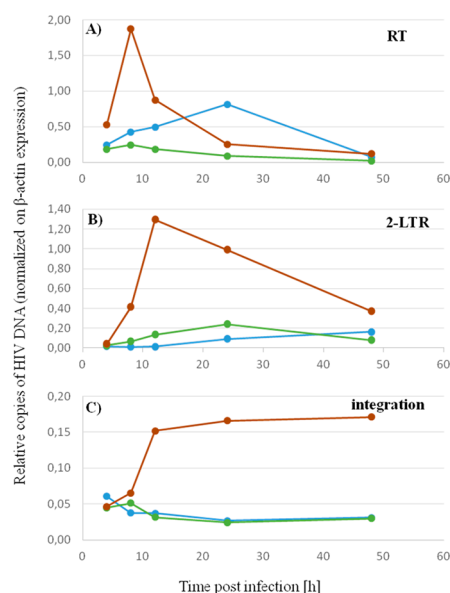 Relative copies of HIV DNA (normalized on β-actin expression)
A)
RT
2,00
1,50
1,00
0,50
0,00
0 10 20 30 40 50 60
B)
2-LTR
1,40
1,20
1,00
0,80
0,60
0,40
0,20
0,00
0 10 20 30 40 50 60
C)
integration
0,20
0,15
0,10
0,05
0,00
0 10 20 30 40 50 60
Time post infection [h]